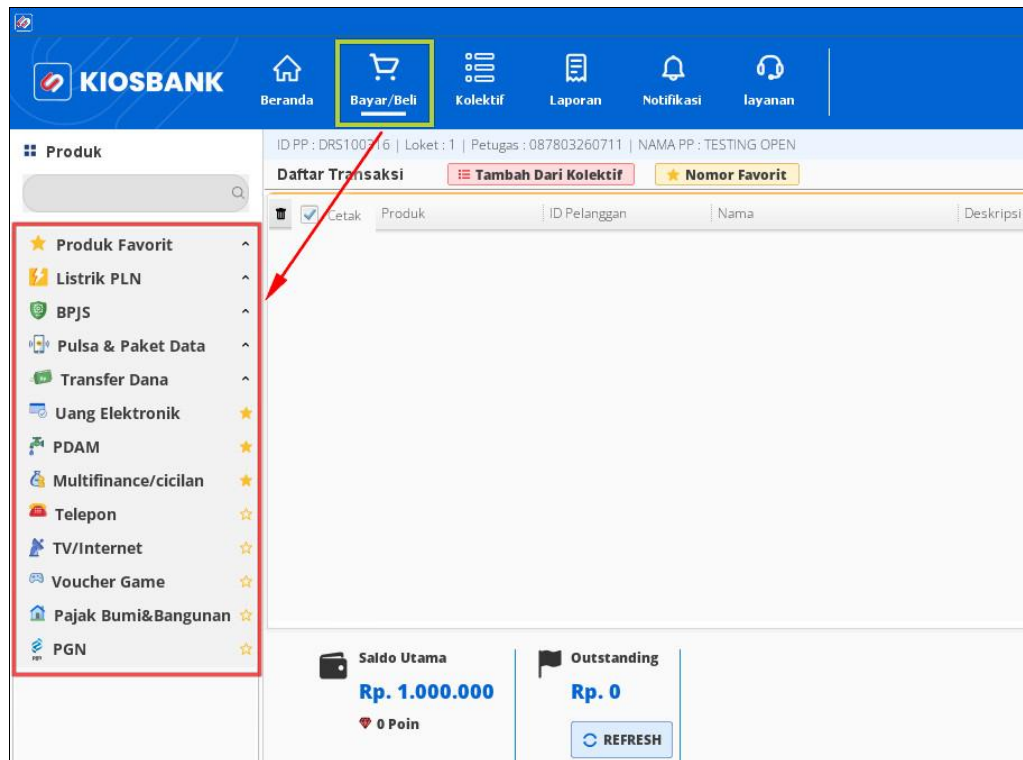 KIOSBANK
Beranda
Bayar/Beli
Kolektif
Laporan
Notifikasi
layanan
Produk
ID PP : DRS100316 | Loket : 1 | Petugas : 087803260711 | NAMA PP : TESTING OPEN
Daftar Transaksi
Tambah Dari Kolektif
Nomor Favorit
Cetak
Produk
ID Pelanggan
Nama
Deskripsi
Produk Favorit
Listrik PLN
BPJS
Pulsa & Paket Data
Transfer Dana
Uang Elektronik
PDAM
Multifinance/cicilan
Telepon
TV/Internet
Voucher Game
Pajak Bumi&Bangunan
PGN
Saldo Utama
Rp. 1.000.000
0 Poin
Outstanding
Rp. 0
REFRESH